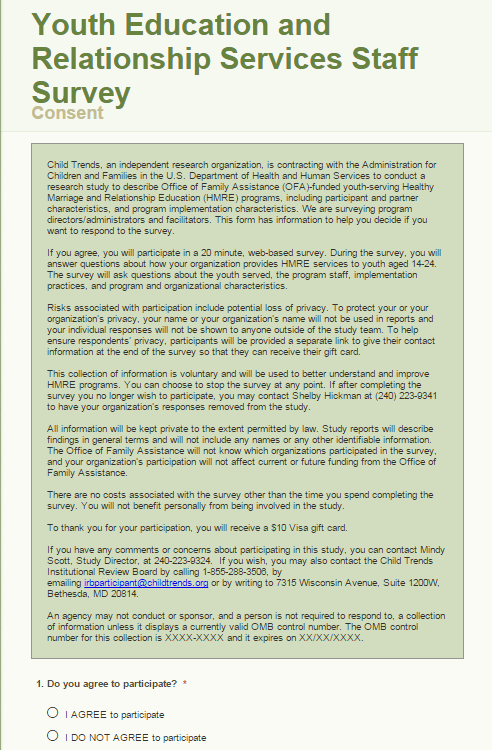 Youth Education and
Relationship Services Staff
Survey
Consent
Child Trends, an independent research organization, is contracting with the Administration for
Children and Families in the U.S. Department of Health and Human Services to conduct a
research study to describe Office of Family Assistance (OFA)-funded youth-serving Healthy
Marriage and Relationship Education (HMRE) programs, including participant and partner
characteristics, and program implementation characteristics. We are surveying program
directors/administrators and facilitators. This form has information to help you decide if you
want to respond to the survey.
If you agree, you will participate in a 20 minute, web-based survey. During the survey, you will
answer questions about how your organization provides HMRE services to youth aged 14-24.
The survey will ask questions about the youth served, the program staff, implementation
practices, and program and organizational characteristics.
Risks associated with participation include potential loss of privacy. To protect your or your
organization's privacy, your name or your organization's name will not be used in reports and
your individual responses will not be shown to anyone outside of the study team. To help
ensure respondents' privacy, participants will be provided a separate link to give their contact
information at the end of the survey so that they can receive their gift card.
This collection of information is voluntary and will be used to better understand and improve
HMRE programs. You can choose to stop the survey at any point. If after completing the
survey you no longer wish to participate, you may contact Shelby Hickman at (240) 223-9341
to have your organization's responses removed from the study.
All information will be kept private to the extent permitted by law. Study reports will describe
findings in general terms and will not include any names or any other identifiable information.
The Office of Family Assistance will not know which organizations participated in the survey,
and your organization's participation will not affect current or future funding from the Office of
Family Assistance.
There are no costs associated with the survey other than the time you spend completing the
survey. You will not benefit personally from being involved in the study.
To thank you for your participation, you will receive a $10 Visa gift card.
If you have any comments or concerns about participating in this study, you can contact Mindy
Scott, Study Director, at 240-223-9324. If you wish, you may also contact the Child Trends
Institutional Review Board by calling 1-855-288-3506, by
emailing irbparticipant@childtrends.org or by writing to 7315 Wisconsin Avenue, Suite 1200W,
Bethesda, MD 20814.
An agency may not conduct or sponsor, and a person is not required to respond to, a collection
of information unless it displays a currently valid OMB control number. The OMB control
number for this collection is XXXX-XXXX and it expires on XX/XX/XXXX.
1. Do you agree to participate? *
I AGREE to participate
I DO NOT AGREE to participate